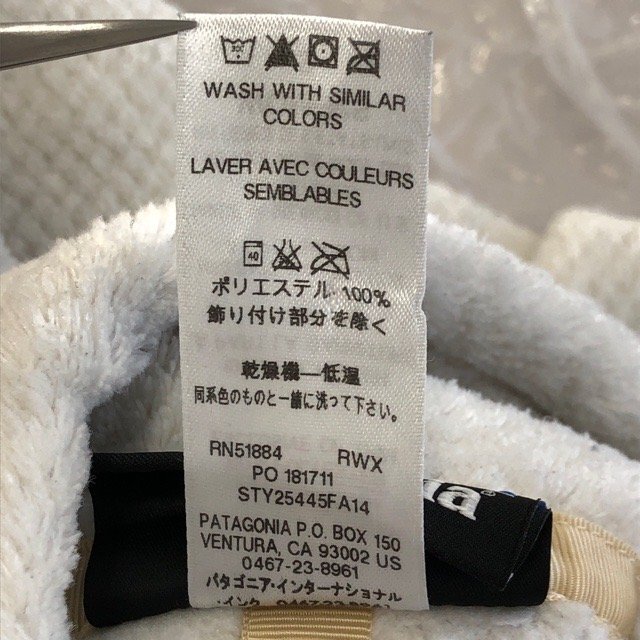 WASH WITH SIMILAR
COLORS
LAVER AVEC COULEURS
SEMBLABLES
40
ポリエステル 100%
飾り付け部分を除く
乾燥機—低温
同系色のものと一緒に洗って下さい。
RN51884 RWX
PO 181711
STY25445FA14
PATAGONIA P.O. BOX 150
VENTURA, CA 93002 US
0467-23-8961
パタゴニア・インターナショナル